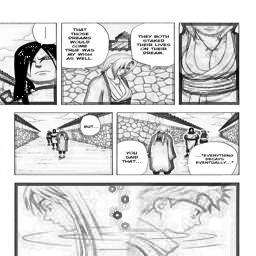 THAT
THOSE
DREAMS
WOULD
COME
TRUE WAS
MY WISH
AS WELL.
THEY BOTH
STAKED
THEIR LIVES
ON THEIR
DREAM.
BUT...
YOU
SAID
THAT...
..."EVERYTHING
DECAYS
EVENTUALLY..."